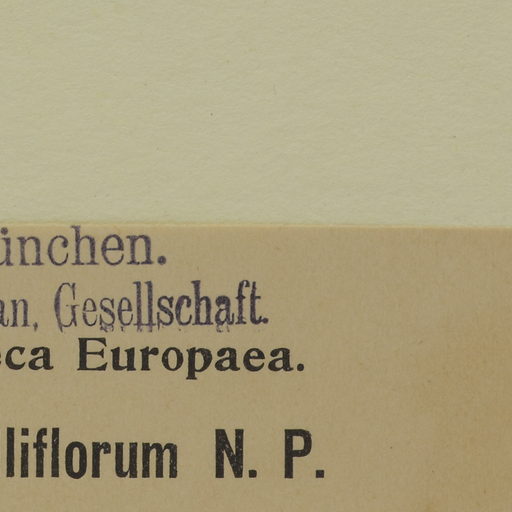 ünchen.
an, Gesellschaft.
eca Europaea.
liflorum N. P.